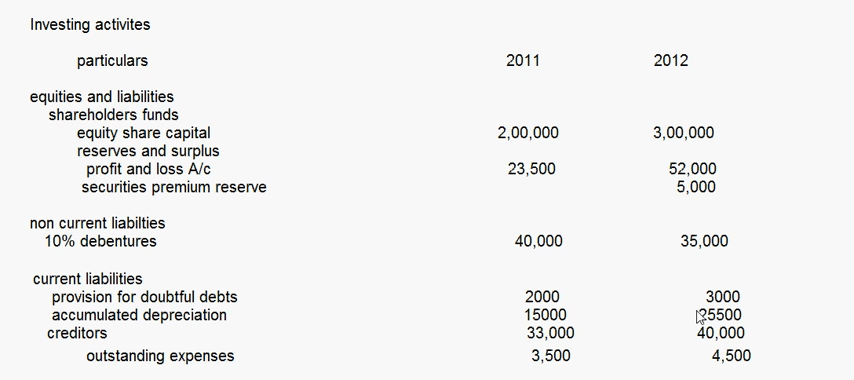 Investing activites
particulars 2011 2012
equities and liabilities
shareholders funds
equity share capital 2,00,000 3,00,000
reserves and surplus
profit and loss A/c 23,500 52,000
securities premium reserve 5,000
non current liabilties
10% debentures 40,000 35,000
current liabilities
provision for doubtful debts 2000 3000
accumulated depreciation 15000 25500
creditors 33,000 40,000
outstanding expenses 3,500 4,500